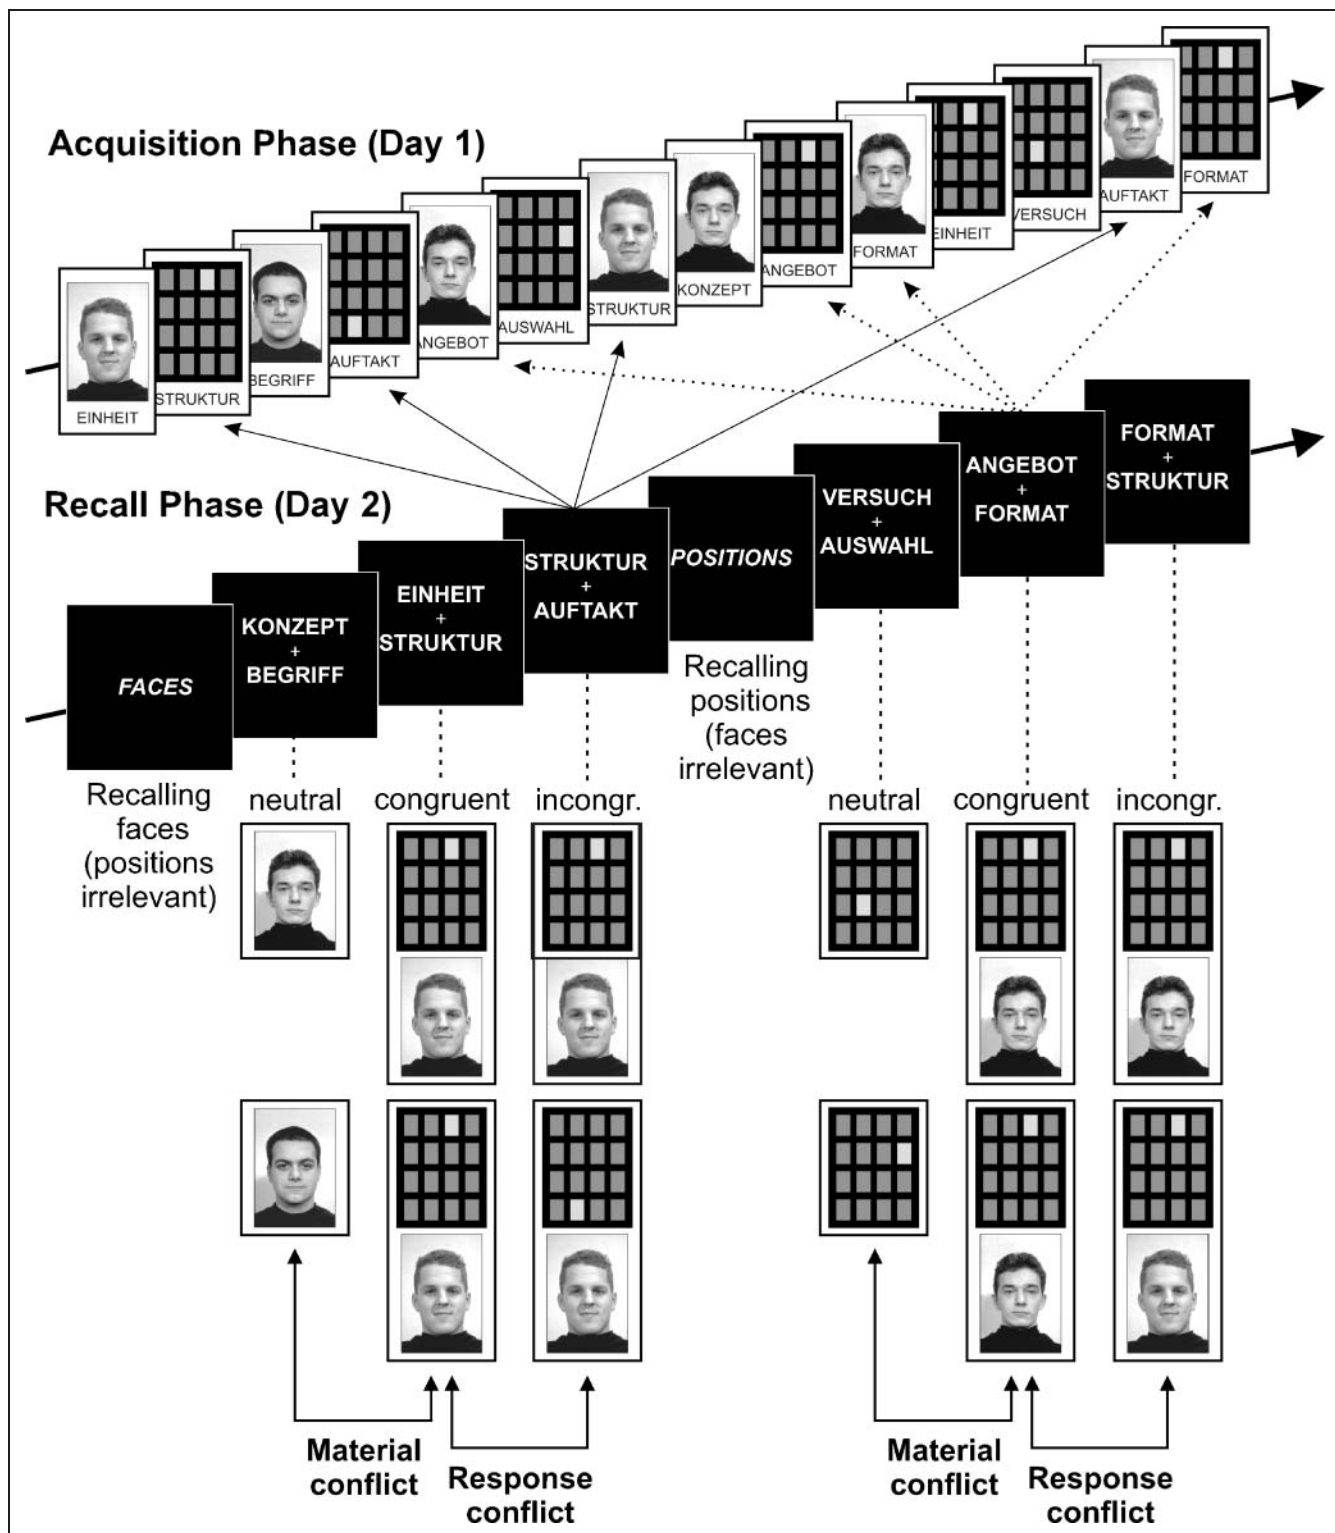 Acquisition Phase (Day 1)
EINHEIT
STRUKTUR
BEGRIFF
AUFTAKT
ANGEBOT
AUSWAHL
STRUKTUR
KONZEPT
ANGEBOT
FORMAT
EINHEIT
VERSUCH
AUFTAKT
FORMAT
Recall Phase (Day 2)
FACES
KONZEPT
+
BEGRIFF
EINHEIT
+
STRUKTUR
STRUKTUR
+
AUFTAKT
POSITIONS
VERSUCH
+
AUSWAHL
ANGEBOT
+
FORMAT
FORMAT
+
STRUKTUR
Recalling
faces
(positions
irrelevant)
neutral
congruent
incongr.
Recalling
positions
(faces
irrelevant)
neutral
congruent
incongr.
Material
conflict
Response
conflict
Material
conflict
Response
conflict